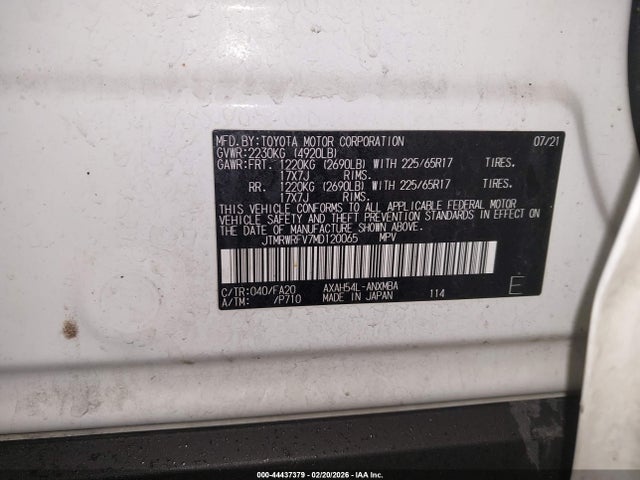 MFD.BY:TOYOTA MOTOR CORPORATION 07/21
GVWR:2230KG (4920LB)
GAWR:FRT. 1220KG (2690LB) WITH 225/65R17 TIRES.
17X7J RIMS.
RR. 1220KG (2690LB) WITH 225/65R17 TIRES.
17X7J RIMS.
THIS VEHICLE CONFORMS TO ALL APPLICABLE FEDERAL MOTOR
VEHICLE SAFETY AND THEFT PREVENTION STANDARDS IN
EFFECT ON THE DATE OF MANUFACTURE SHOWN ABOVE.
JTMRWRFV7MD120065 MPV
C/TR:040/FA20 AXAH54L-ANXMBA
A/TM: /P710 MADE IN JAPAN 114 E
000-44437379 - 02/20/2026 - IAA Inc.